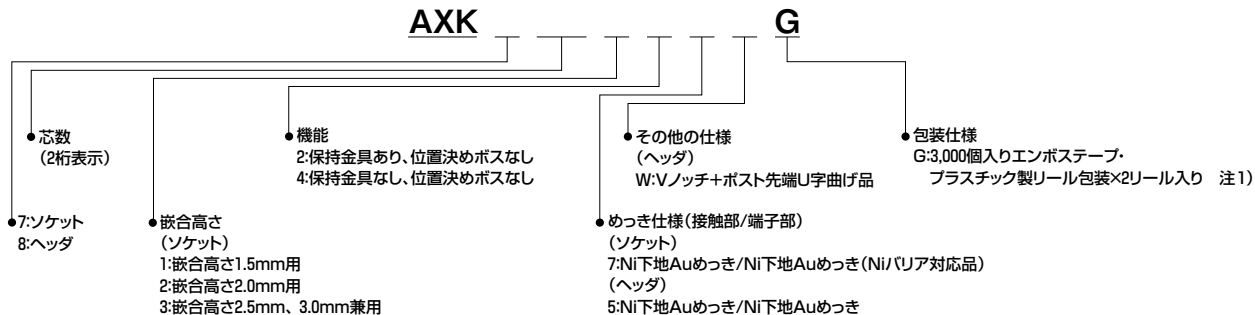 AXK G
芯数
(2桁表示)
機能
2:保持金具あり、位置決めボスなし
4:保持金具なし、位置決めボスなし
その他の仕様
(ヘッダ)
W:Vノッチ+ポスト先端U字曲げ品
包装仕様
G:3,000個入りエンボステープ・
プラスチック製リール包装×2リール入り 注1)
7:ソケット
8:ヘッダ
嵌合高さ
(ソケット)
1:嵌合高さ1.5mm用
2:嵌合高さ2.0mm用
3:嵌合高さ2.5mm、3.0mm兼用
めっき仕様(接触部/端子部)
(ソケット)
7:Ni下地Auめっき/Ni下地Auめっき(Niバリア対応品)
(ヘッダ)
5:Ni下地Auめっき/Ni下地Auめっき